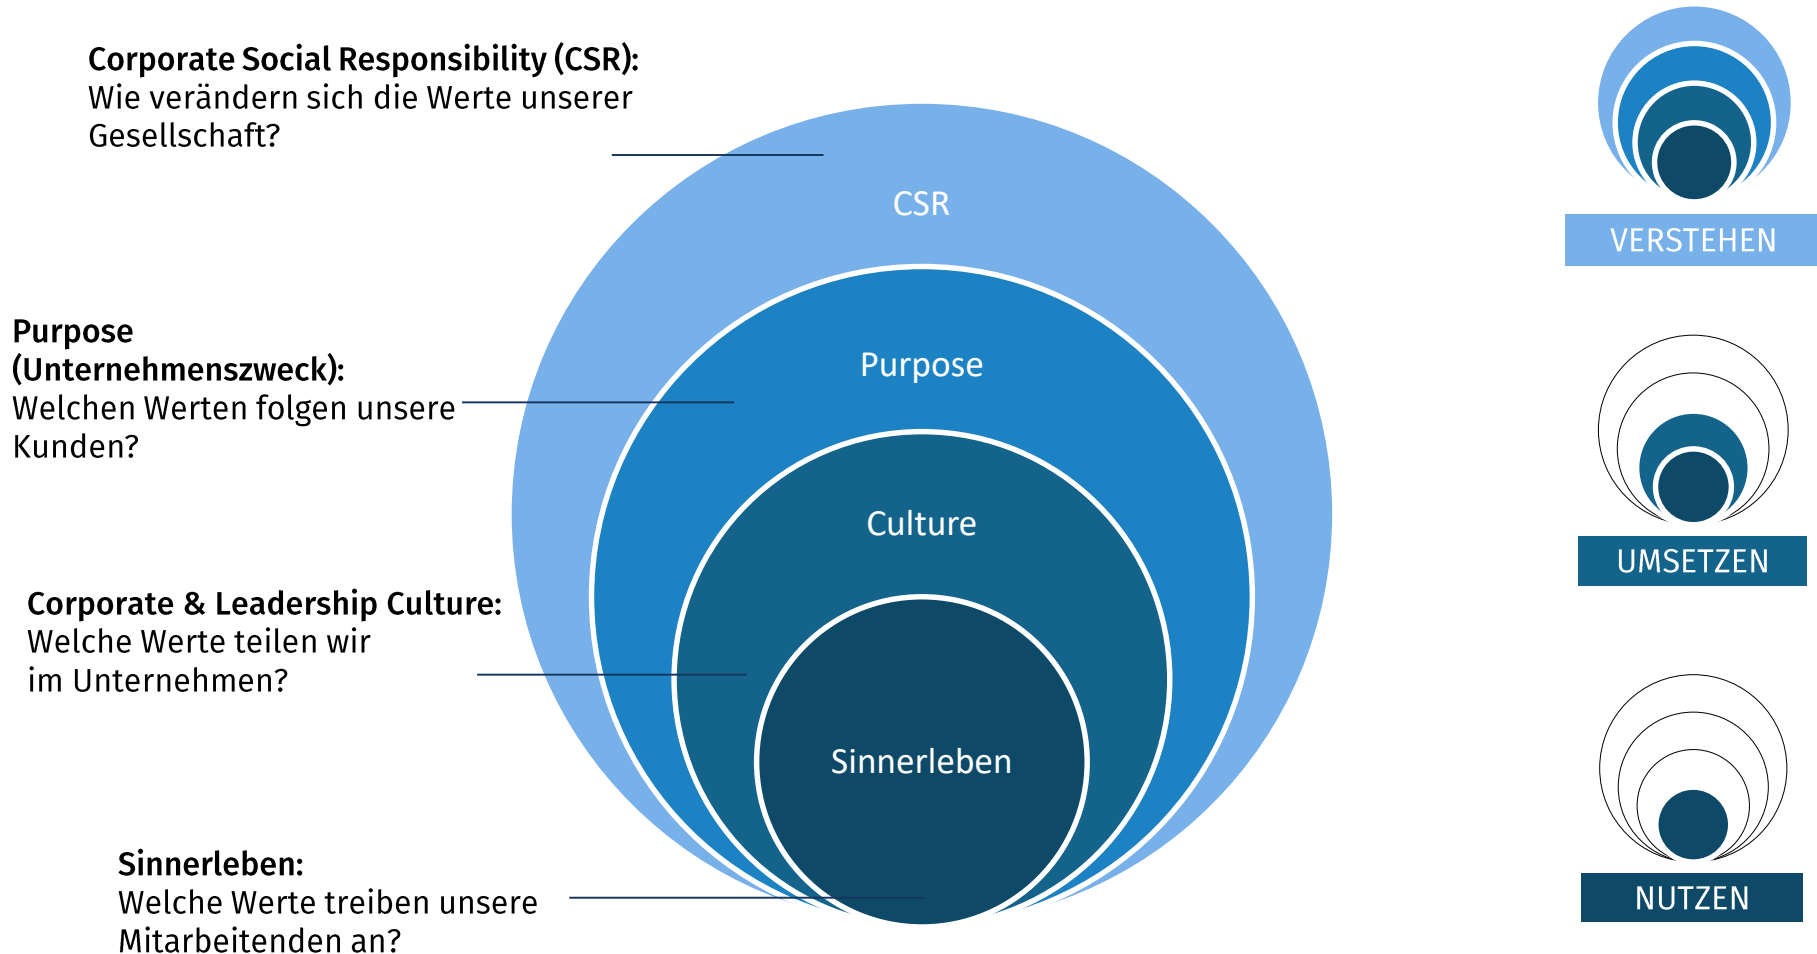 Corporate Social Responsibility (CSR):
Wie verändern sich die Werte unserer
Gesellschaft?
Purpose
(Unternehmenszweck):
Welchen Werten folgen unsere
Kunden?
Corporate & Leadership Culture:
Welche Werte teilen wir
im Unternehmen?
Sinnerleben:
Welche Werte treiben unsere
Mitarbeitenden an?
CSR
Purpose
Culture
Sinnerleben
VERSTEHEN
UMSETZEN
NUTZEN